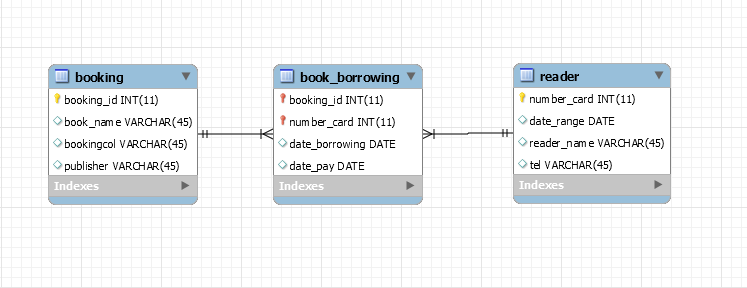 booking
booking_id INT(11)
book_name VARCHAR(45)
bookingcol VARCHAR(45)
publisher VARCHAR(45)
Indexes
book_borrowing
booking_id INT(11)
number_card INT(11)
date_borrowing DATE
date_pay DATE
Indexes
reader
number_card INT(11)
date_range DATE
reader_name VARCHAR(45)
tel VARCHAR(45)
Indexes